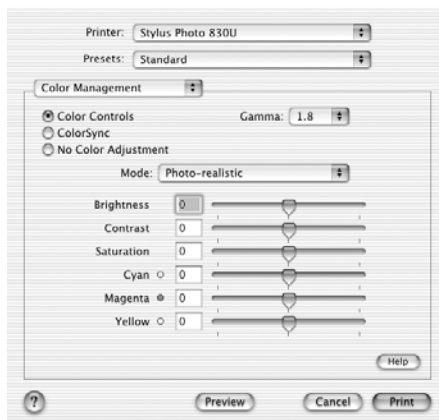 Printer: Stylus Photo 830U
Presets: Standard
Color Management
Color Controls Gamma: 1.8
ColorSync
No Color Adjustment
Mode: Photo-realistic
Brightness 0
Contrast 0
Saturation 0
Cyan 0
Magenta 0
Yellow 0
Help
? Preview Cancel Print